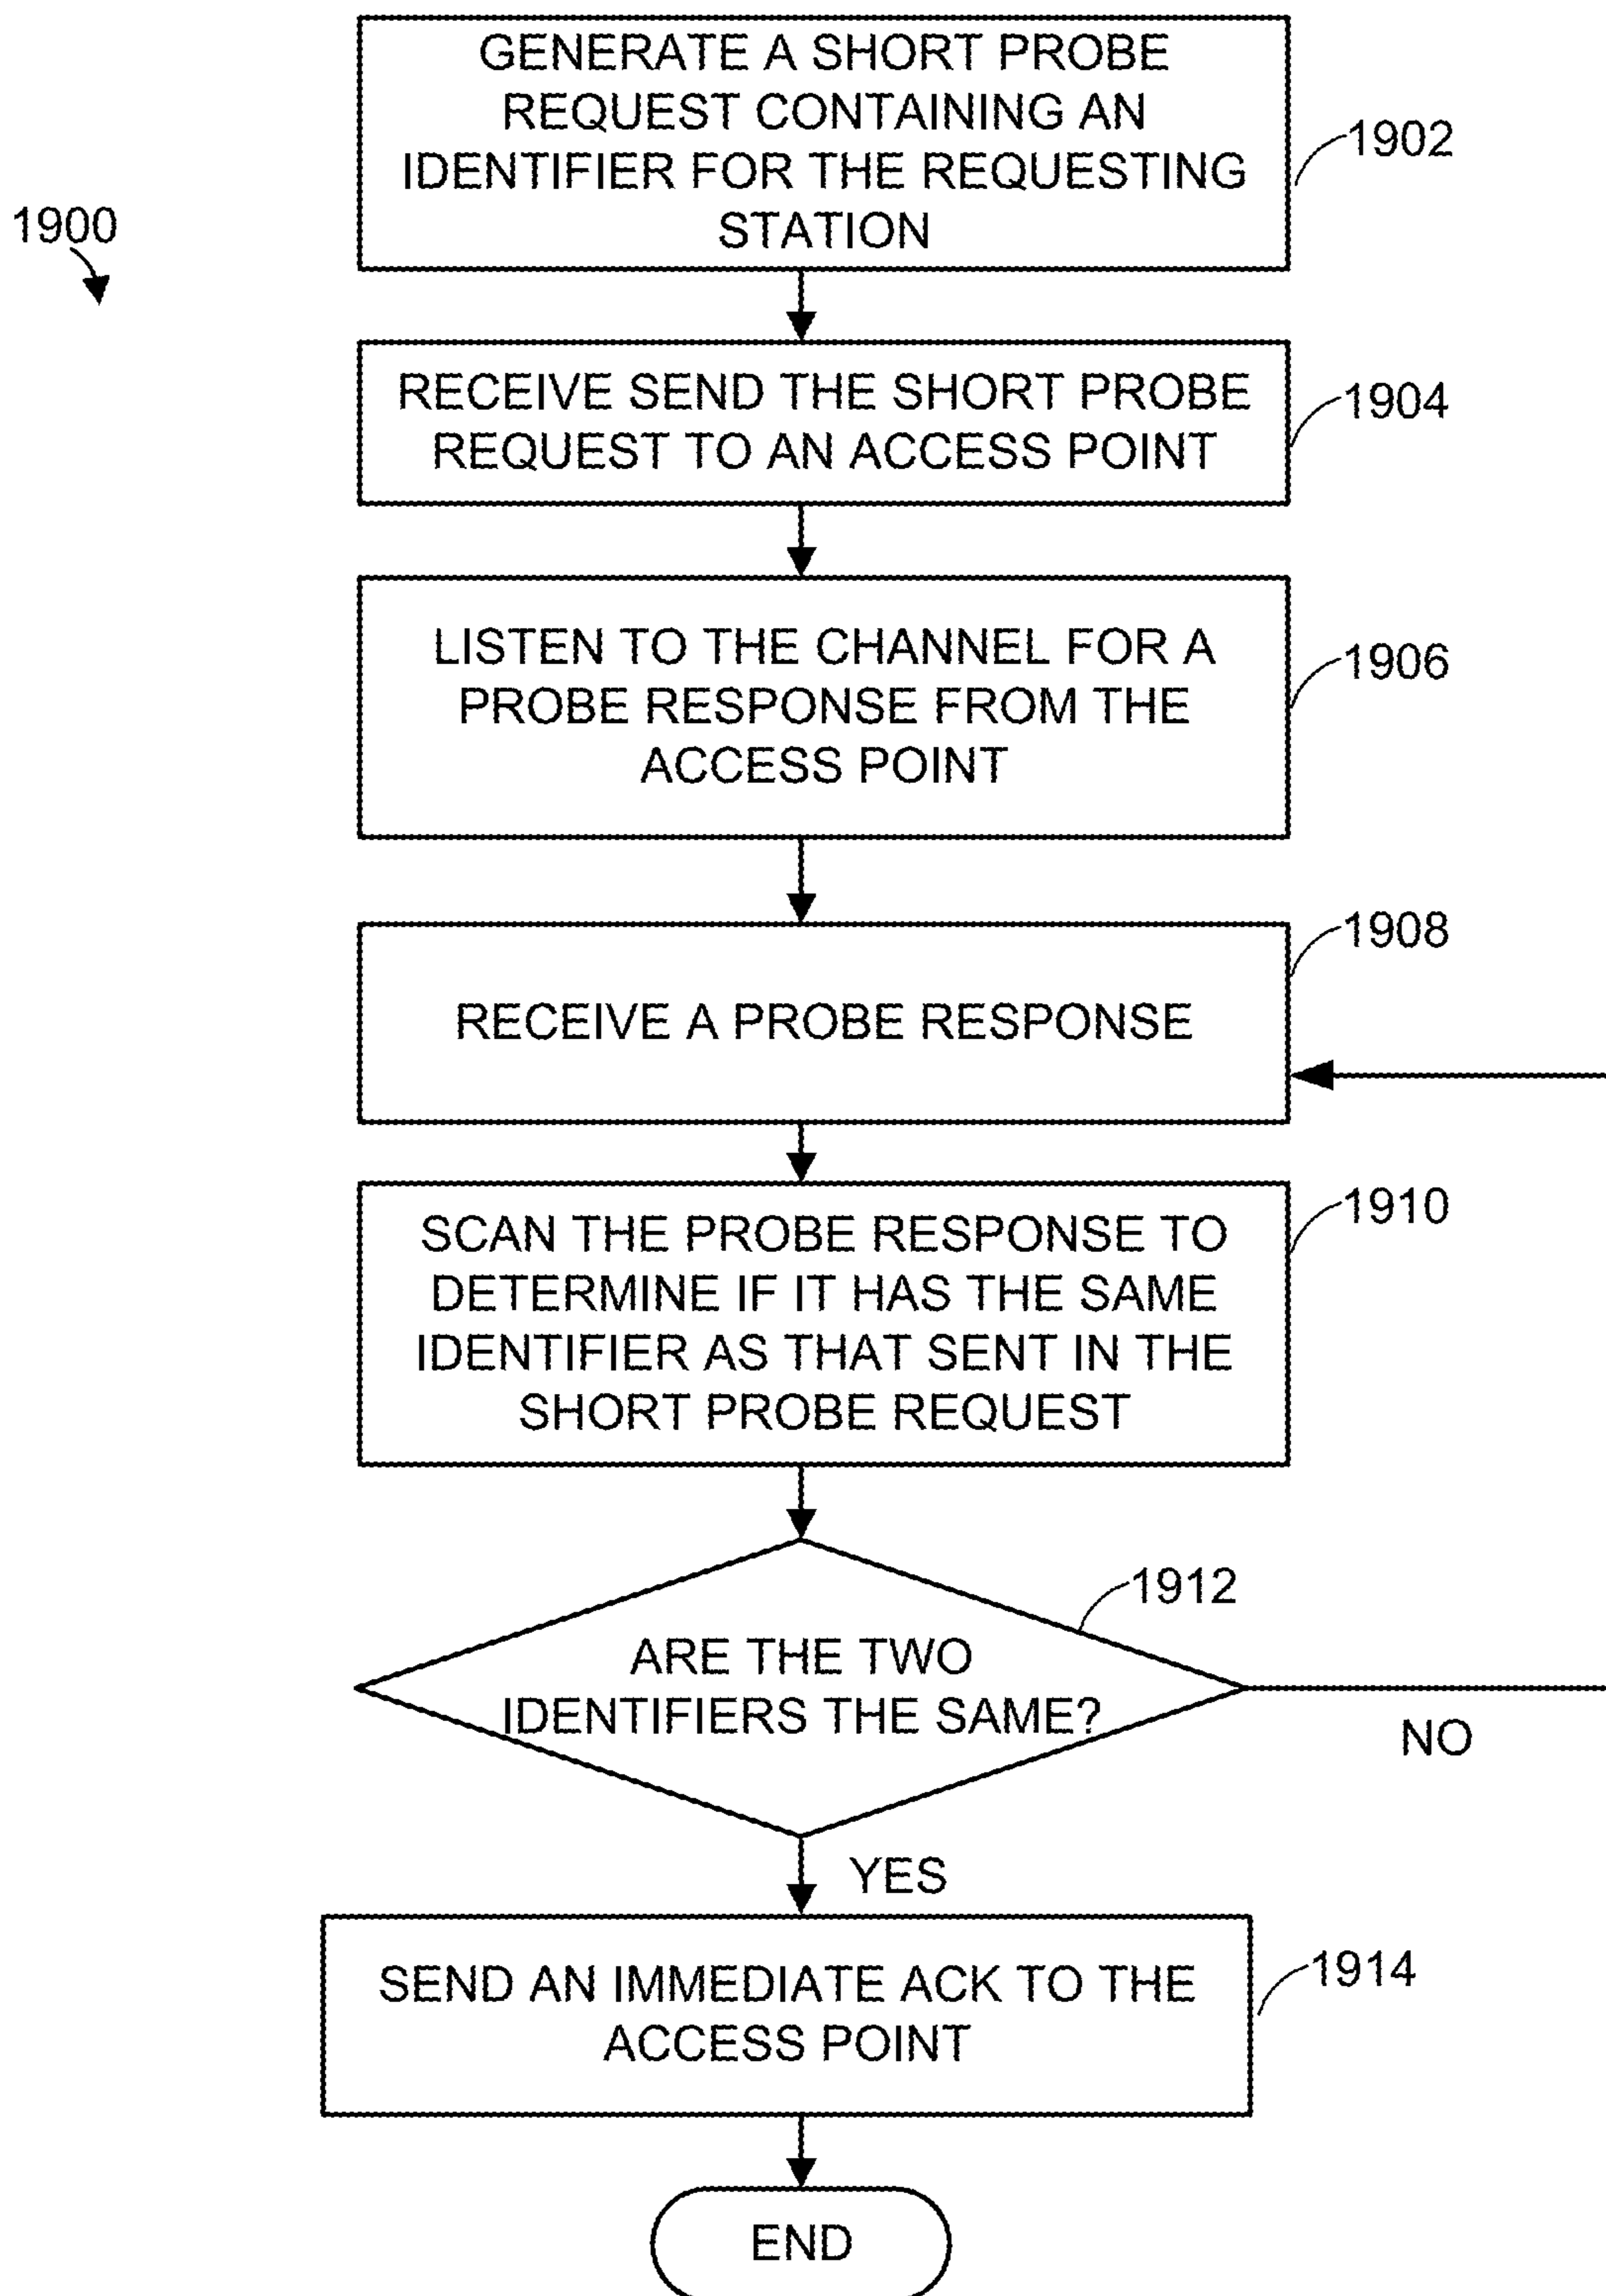 GENERATE A SHORT PROBE
REQUEST CONTAINING AN
IDENTIFIER FOR THE REQUESTING
STATION
1902
1900
RECEIVE SEND THE SHORT PROBE
REQUEST TO AN ACCESS POINT
1904
LISTEN TO THE CHANNEL FOR A
PROBE RESPONSE FROM THE
ACCESS POINT
1906
RECEIVE A PROBE RESPONSE
1908
SCAN THE PROBE RESPONSE TO
DETERMINE IF IT HAS THE SAME
IDENTIFIER AS THAT SENT IN THE
SHORT PROBE REQUEST
1910
ARE THE TWO
IDENTIFIERS THE SAME?
1912
NO
YES
SEND AN IMMEDIATE ACK TO THE
ACCESS POINT
1914
END